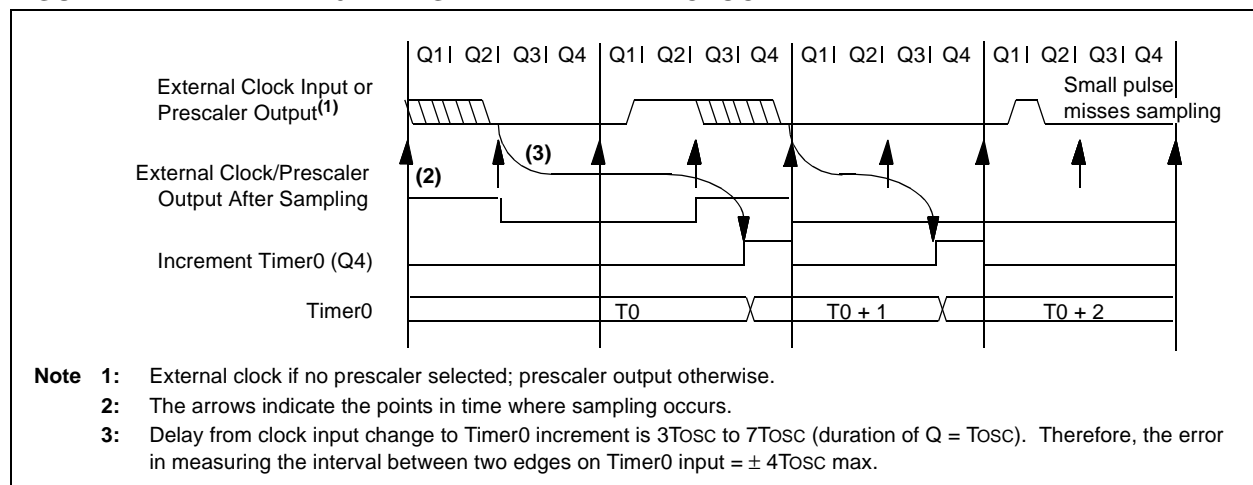 Q1| Q2| Q3| Q4 Q1| Q2| Q3| Q4 Q1| Q2| Q3| Q4 Q1| Q2| Q3| Q4
External Clock Input or
Prescaler Output(1)
Small pulse
misses sampling
(3)
(2)
External Clock/Prescaler
Output After Sampling
Increment Timer0 (Q4)
Timer0 T0 T0 + 1 T0 + 2
Note 1: External clock if no prescaler selected; prescaler output otherwise.
2: The arrows indicate the points in time where sampling occurs.
3: Delay from clock input change to Timer0 increment is 3TOSC to 7TOSC (duration of Q = TOSC). Therefore, the error
in measuring the interval between two edges on Timer0 input = ± 4TOSC max.